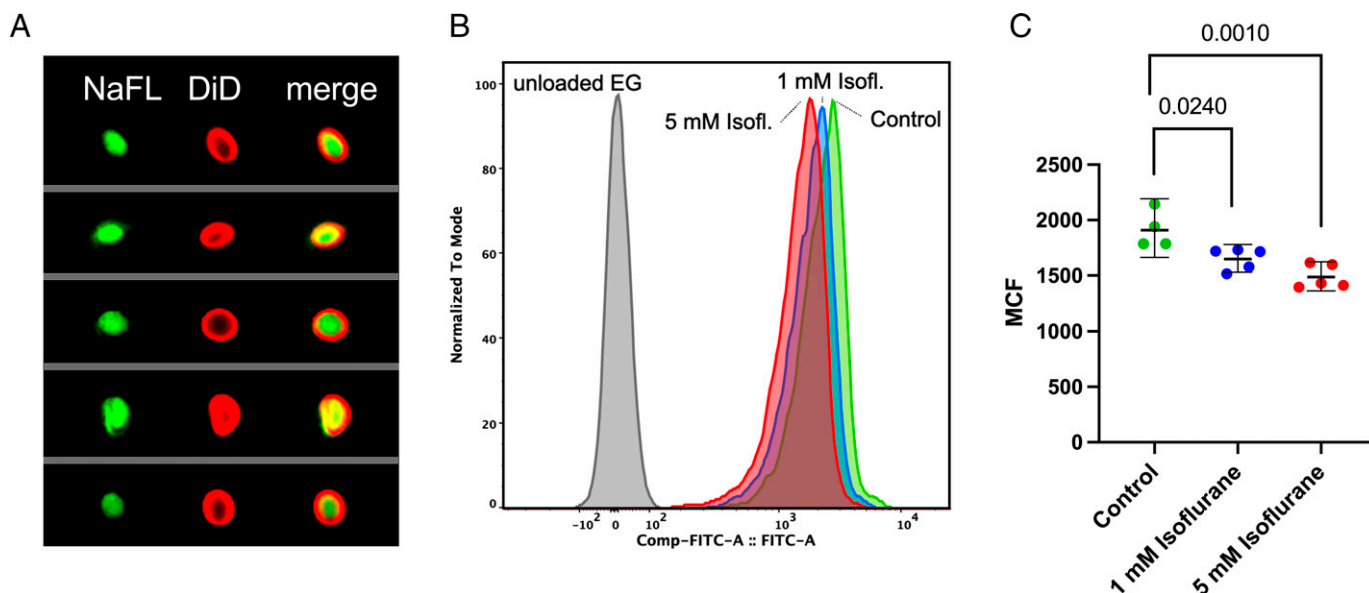 A
NaFL DiD merge
B
unloaded EG
1 mM Isofl.
5 mM Isofl.
Control
Normalized To Mode
100
80
60
40
20
0
-10² 0 10² 10³ 10⁴
Comp-FITC-A :: FITC-A
C
0.0010
0.0240
MCF
2500
2000
1500
1000
500
0
Control
1 mM Isoflurane
5 mM Isoflurane